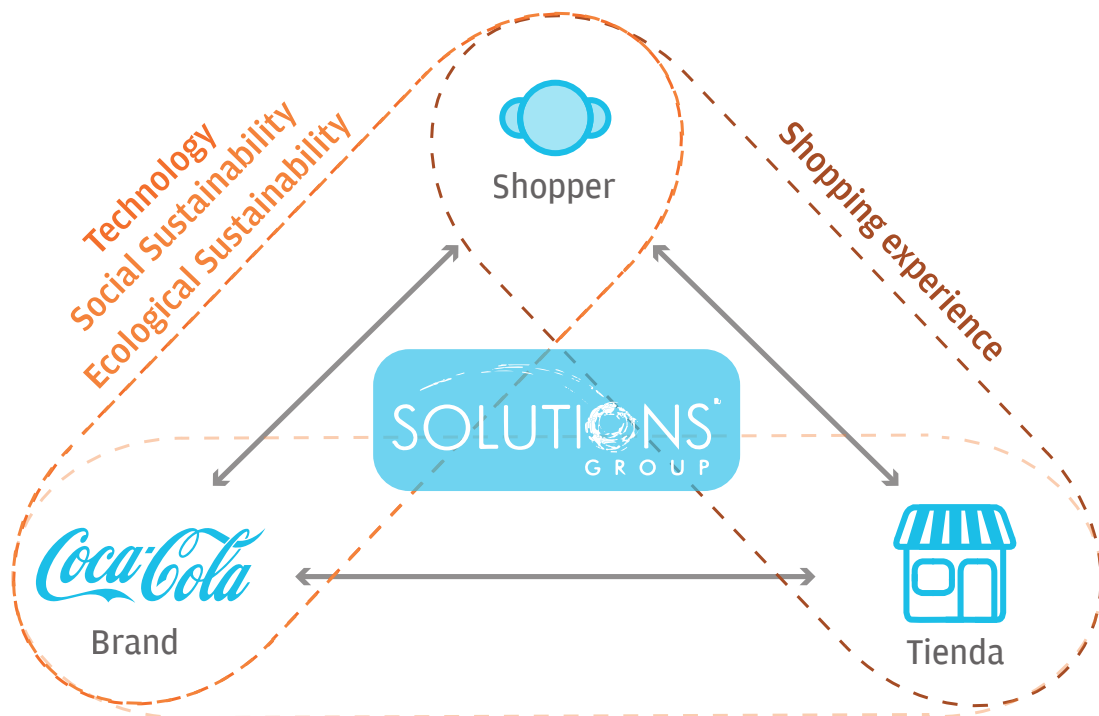 Technology
Social Sustainability
Ecological Sustainability
Shopper
Shopping experience
SOLUTIONS
GROUP
Coca-Cola
Brand
Tienda